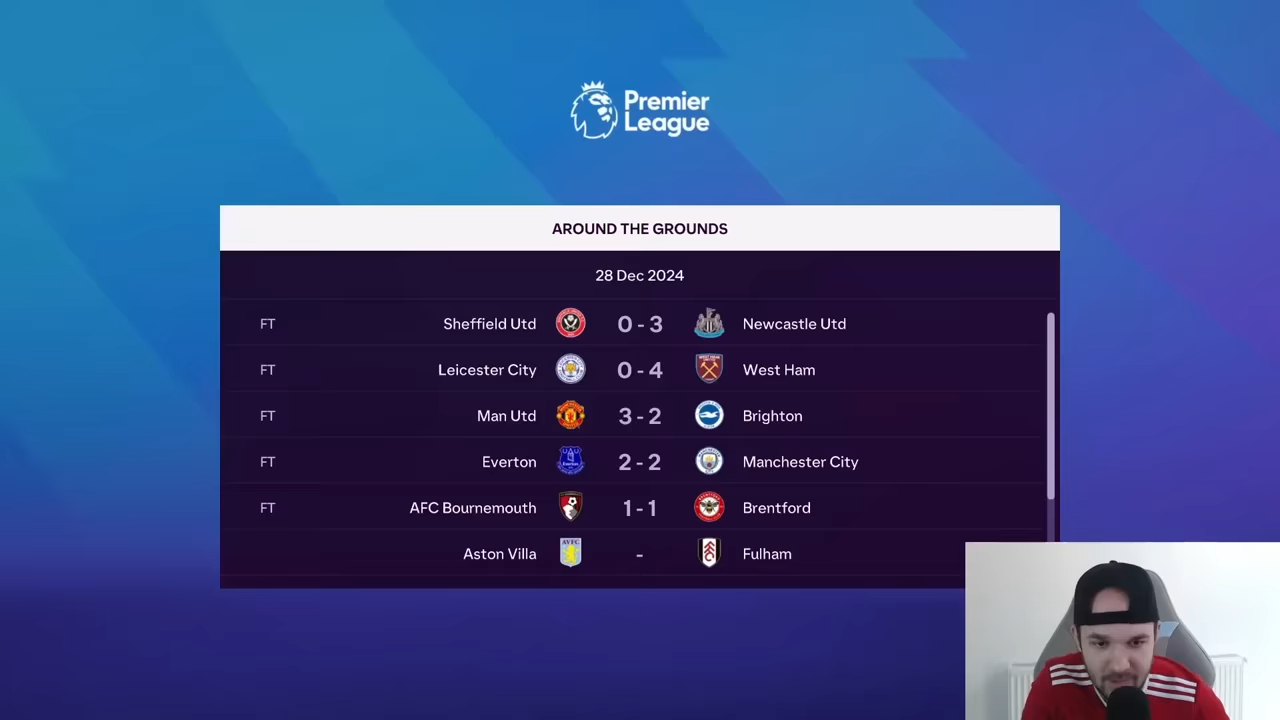 Premier
League
AROUND THE GROUNDS
28 Dec 2024
FT Sheffield Utd 0 - 3 Newcastle Utd
FT Leicester City 0 - 4 West Ham
FT Man Utd 3 - 2 Brighton
FT Everton 2 - 2 Manchester City
FT AFC Bournemouth 1 - 1 Brentford
Aston Villa - Fulham